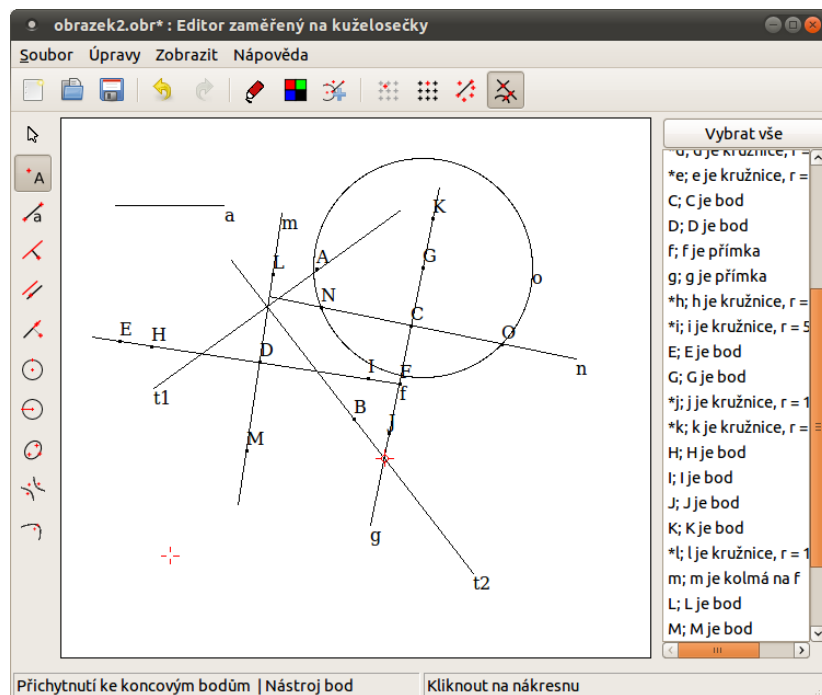 obrazek2.obr* : Editor zaměřený na kuželosečky
Soubor Úpravy Zobrazit Nápověda
A
a
Vybrat vše
*e; e je kružnice, r =
C; C je bod
D; D je bod
f; f je přímka
g; g je přímka
*h; h je kružnice, r =
*i; i je kružnice, r = 5
E; E je bod
G; G je bod
*j; j je kružnice, r = 1
*k; k je kružnice, r =
H; H je bod
I; I je bod
J; J je bod
K; K je bod
*l; l je kružnice, r = 1
m; m je kolmá na f
L; L je bod
M; M je bod
a
m
K
L
A
G
o
N
C
O
E
H
D
I
F
f
n
t1
B
J
M
g
t2
Přichytnutí ke koncovým bodům | Nástroj bod
Kliknout na nákresnu